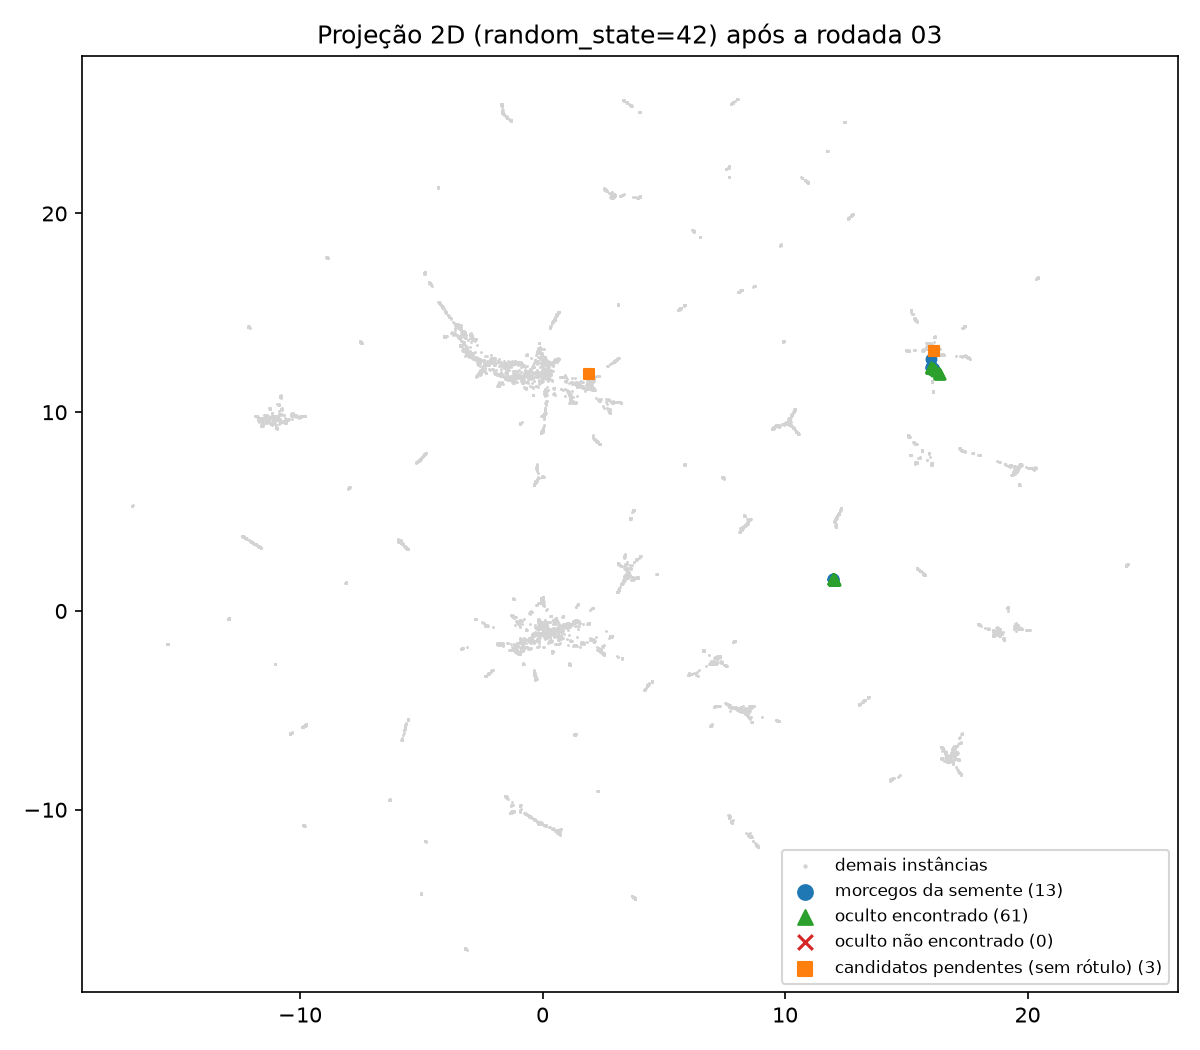 Projeção 2D (random_state=42) após a rodada 03
20
10
0
−10
−10
0
10
20
demais instâncias
morcegos da semente (13)
oculto encontrado (61)
oculto não encontrado (0)
candidatos pendentes (sem rótulo) (3)